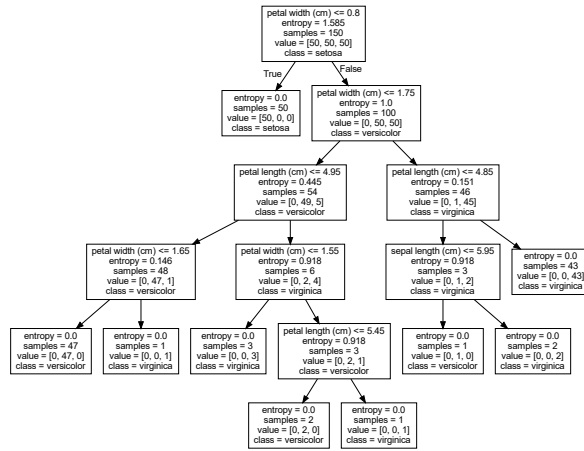 petal width (cm) <= 0.8
entropy = 1.585
samples = 150
value = [50, 50, 50]
class = setosa
True
False
entropy = 0.0
samples = 50
value = [50, 0, 0]
class = setosa
petal width (cm) <= 1.75
entropy = 1.0
samples = 100
value = [0, 50, 50]
class = versicolor
petal length (cm) <= 4.95
entropy = 0.445
samples = 54
value = [0, 49, 5]
class = versicolor
petal length (cm) <= 4.85
entropy = 0.151
samples = 46
value = [0, 1, 45]
class = virginica
petal width (cm) <= 1.65
entropy = 0.146
samples = 48
value = [0, 47, 1]
class = versicolor
petal width (cm) <= 1.55
entropy = 0.918
samples = 6
value = [0, 2, 4]
class = virginica
sepal length (cm) <= 5.95
entropy = 0.918
samples = 3
value = [0, 1, 2]
class = virginica
entropy = 0.0
samples = 43
value = [0, 0, 43]
class = virginica
entropy = 0.0
samples = 47
value = [0, 47, 0]
class = versicolor
entropy = 0.0
samples = 1
value = [0, 0, 1]
class = virginica
entropy = 0.0
samples = 3
value = [0, 0, 3]
class = virginica
petal length (cm) <= 5.45
entropy = 0.918
samples = 3
value = [0, 2, 1]
class = versicolor
entropy = 0.0
samples = 1
value = [0, 1, 0]
class = versicolor
entropy = 0.0
samples = 2
value = [0, 0, 2]
class = virginica
entropy = 0.0
samples = 2
value = [0, 2, 0]
class = versicolor
entropy = 0.0
samples = 1
value = [0, 0, 1]
class = virginica